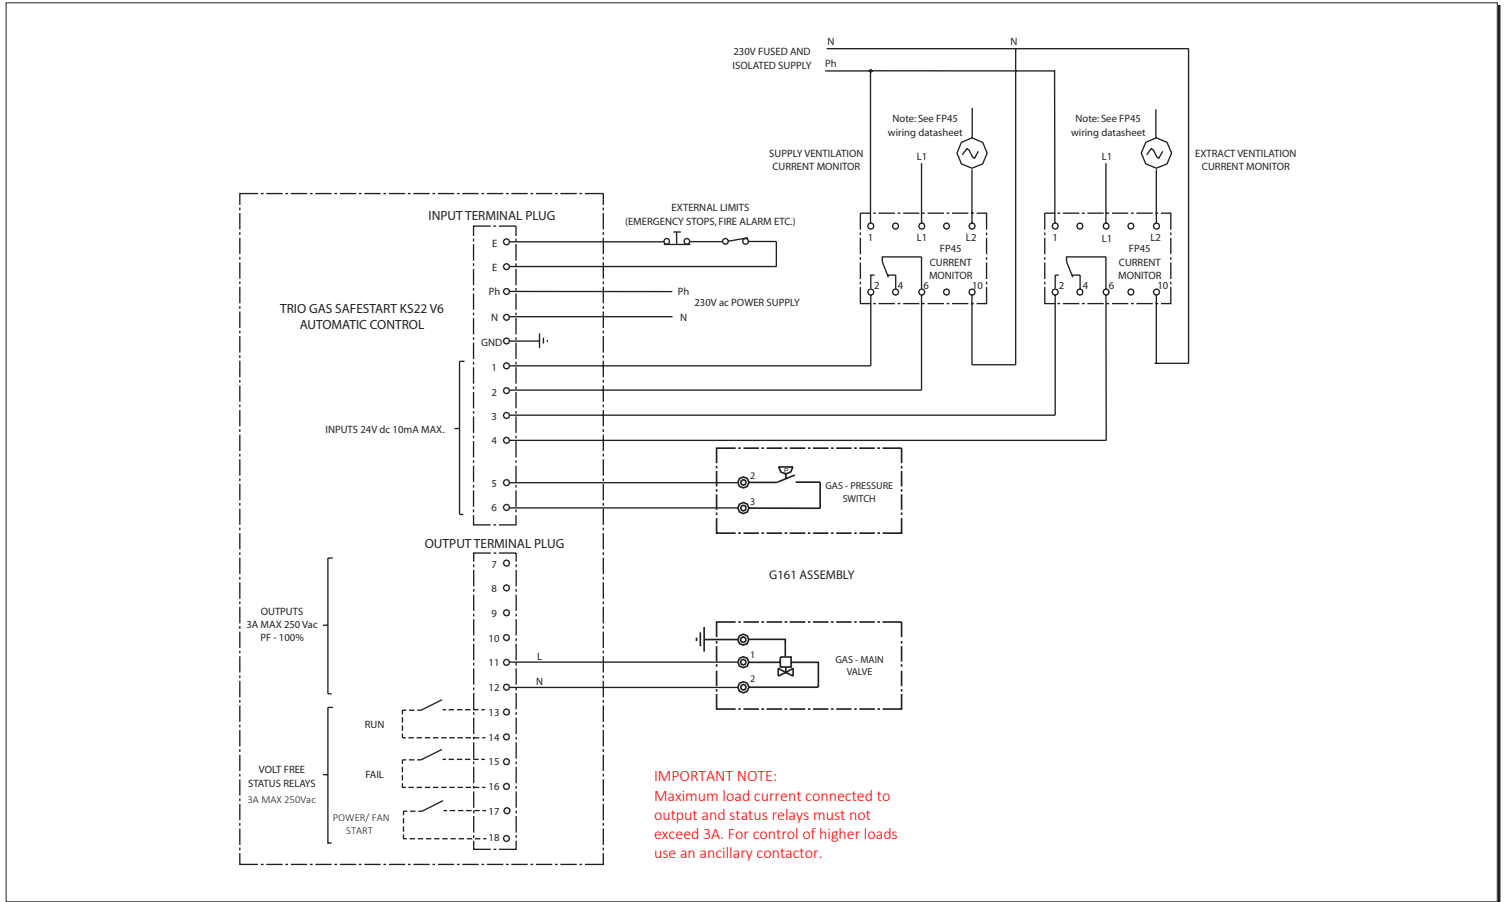 230V FUSED AND
ISOLATED SUPPLY
N
N
Ph
Note: See FP45
wiring datasheet
Note: See FP45
wiring datasheet
SUPPLY VENTILATION
CURRENT MONITOR
L1
L1
EXTRACT VENTILATION
CURRENT MONITOR
1
L1
L2
FP45
CURRENT
MONITOR
2
4
6
10
1
L1
L2
FP45
CURRENT
MONITOR
2
4
6
10
INPUT TERMINAL PLUG
EXTERNAL LIMITS
(EMERGENCY STOPS, FIRE ALARM ETC.)
E
E
Ph
Ph
230V ac POWER SUPPLY
N
N
GND
TRIO GAS SAFESTART KS22 V6
AUTOMATIC CONTROL
1
2
3
4
5
6
INPUTS 24V dc 10mA MAX.
2
P
3
GAS - PRESSURE
SWITCH
OUTPUT TERMINAL PLUG
G161 ASSEMBLY
7
8
9
10
11
L
12
N
13
14
15
16
17
18
OUTPUTS
3A MAX 250 Vac
PF - 100%
1
2
GAS - MAIN
VALVE
RUN
FAIL
POWER/ FAN
START
VOLT FREE
STATUS RELAYS
3A MAX 250Vac
IMPORTANT NOTE:
Maximum load current connected to
output and status relays must not
exceed 3A. For control of higher loads
use an ancillary contactor.